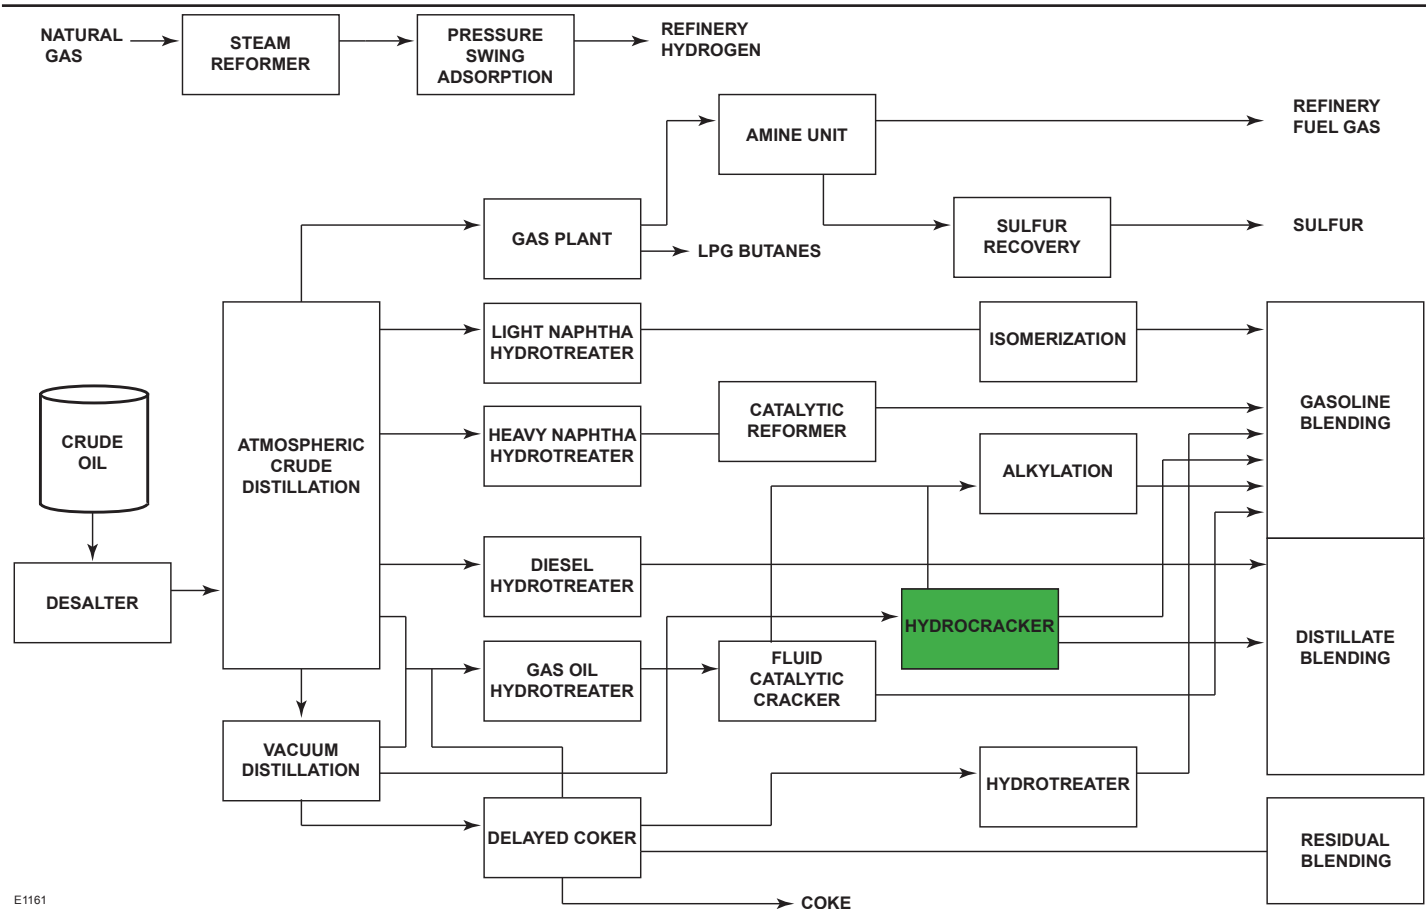 NATURAL
GAS
STEAM
REFORMER
PRESSURE
SWING
ADSORPTION
REFINERY
HYDROGEN
AMINE UNIT
REFINERY
FUEL GAS
GAS PLANT
LPG BUTANES
SULFUR
RECOVERY
SULFUR
LIGHT NAPHTHA
HYDROTREATER
ISOMERIZATION
CRUDE
OIL
ATMOSPHERIC
CRUDE
DISTILLATION
HEAVY NAPHTHA
HYDROTREATER
CATALYTIC
REFORMER
ALKYLATION
GASOLINE
BLENDING
DESALTER
DIESEL
HYDROTREATER
HYDROCRACKER
DISTILLATE
BLENDING
GAS OIL
HYDROTREATER
FLUID
CATALYTIC
CRACKER
VACUUM
DISTILLATION
HYDROTREATER
DELAYED COKER
RESIDUAL
BLENDING
COKE
E1161